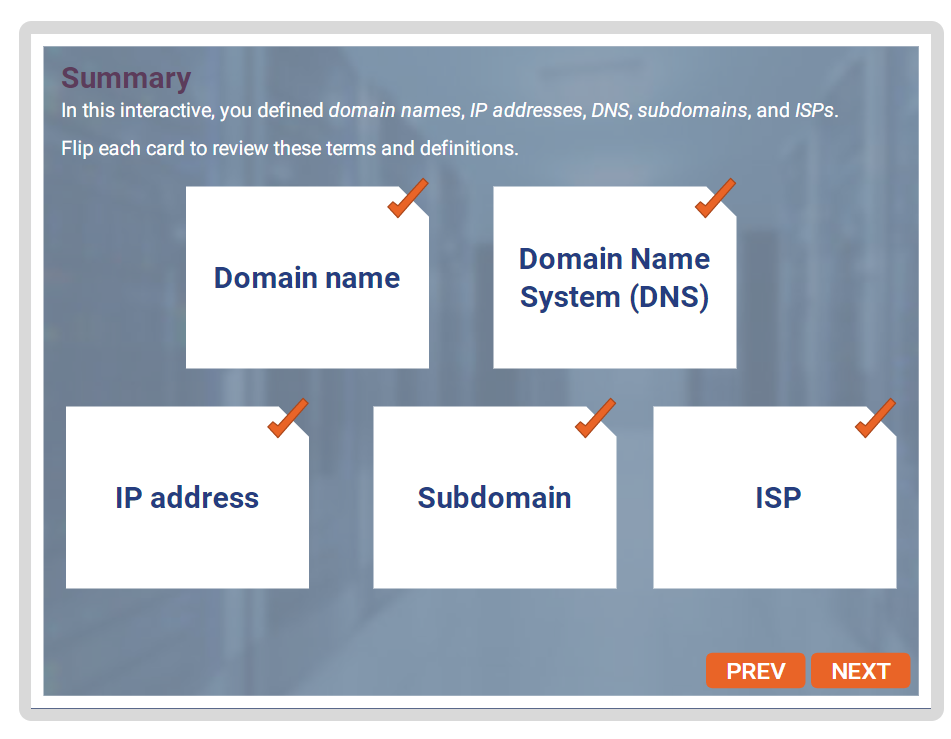 Summary
In this interactive, you defined domain names, IP addresses, DNS, subdomains, and ISPs.
Flip each card to review these terms and definitions.
Domain name
Domain Name
System (DNS)
IP address
Subdomain
ISP
PREV
NEXT